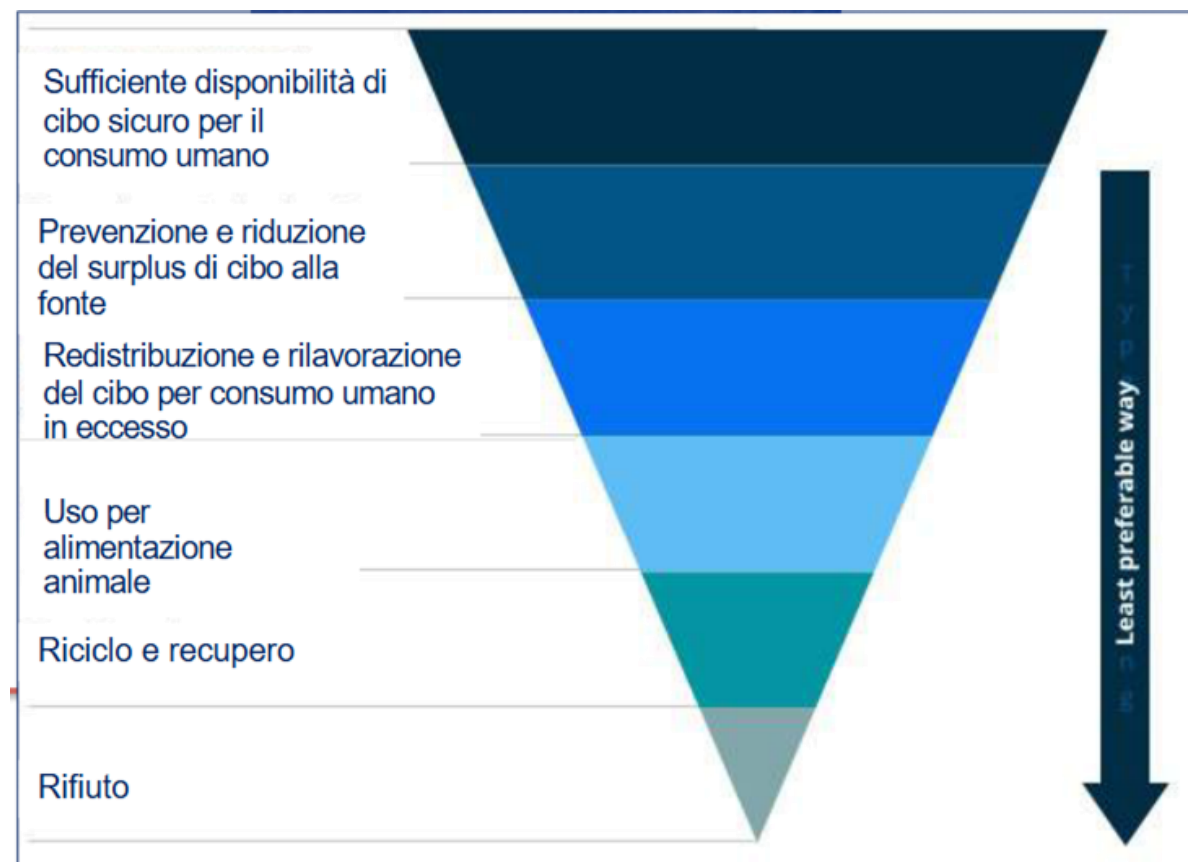 Sufficiente disponibilità di
cibo sicuro per il
consumo umano
Prevenzione e riduzione
del surplus di cibo alla
fonte
Redistribuzione e rilavorazione
del cibo per consumo umano
in eccesso
Uso per
alimentazione
animale
Riciclo e recupero
Rifiuto
Least preferable way